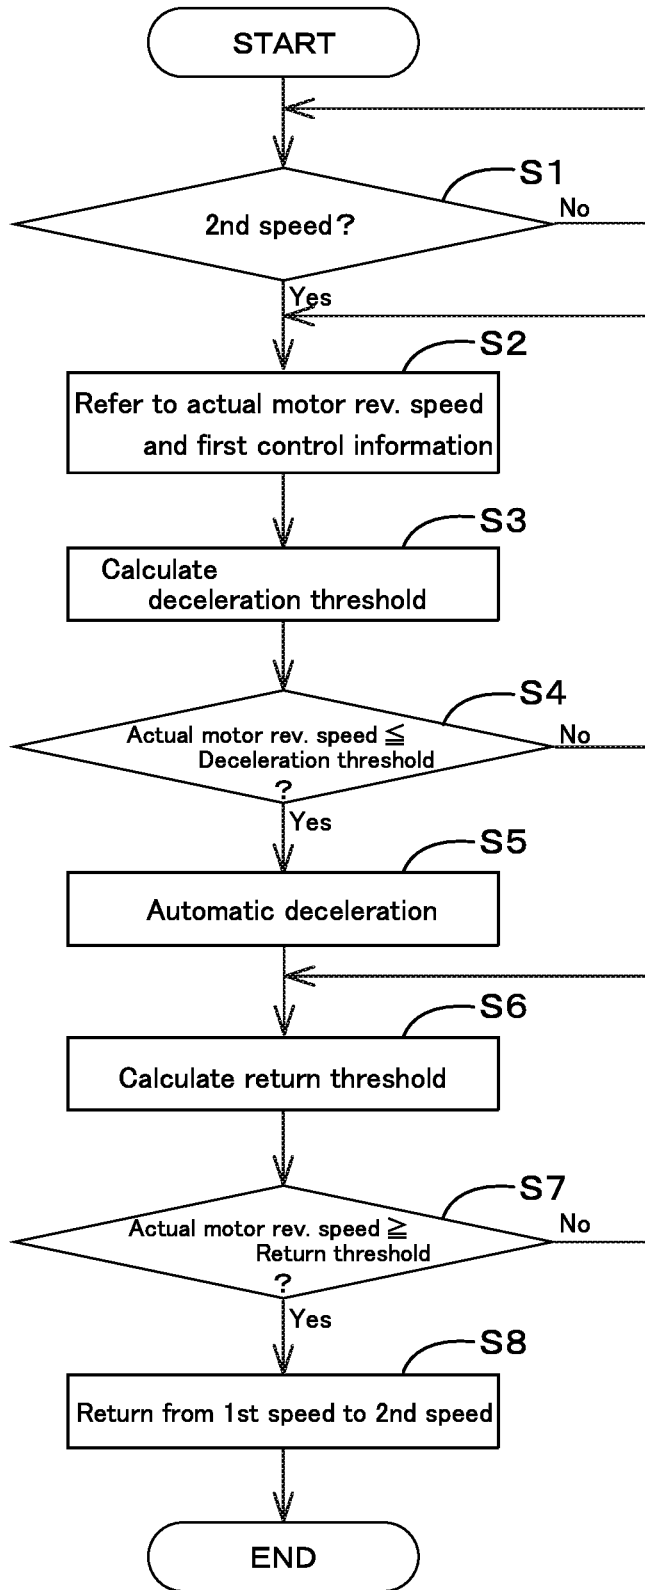 START
S1
2nd speed?
No
Yes
S2
Refer to actual motor rev. speed
and first control information
S3
Calculate
deceleration threshold
S4
Actual motor rev. speed ≦
Deceleration threshold
?
No
Yes
S5
Automatic deceleration
S6
Calculate return threshold
S7
Actual motor rev. speed ≧
Return threshold
?
No
Yes
S8
Return from 1st speed to 2nd speed
END